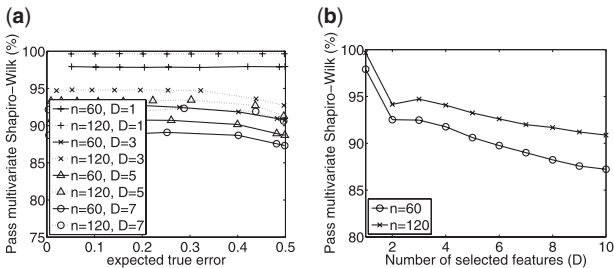 (a)
Pass multivariate Shapiro−Wilk (%)
100
95
90
85
80
75
0
0.1
0.2
0.3
0.4
0.5
expected true error
n=60, D=1
n=120, D=1
n=60, D=3
n=120, D=3
n=60, D=5
n=120, D=5
n=60, D=7
n=120, D=7
(b)
Pass multivariate Shapiro−Wilk (%)
100
95
90
85
80
2
4
6
8
10
Number of selected features (D)
n=60
n=120